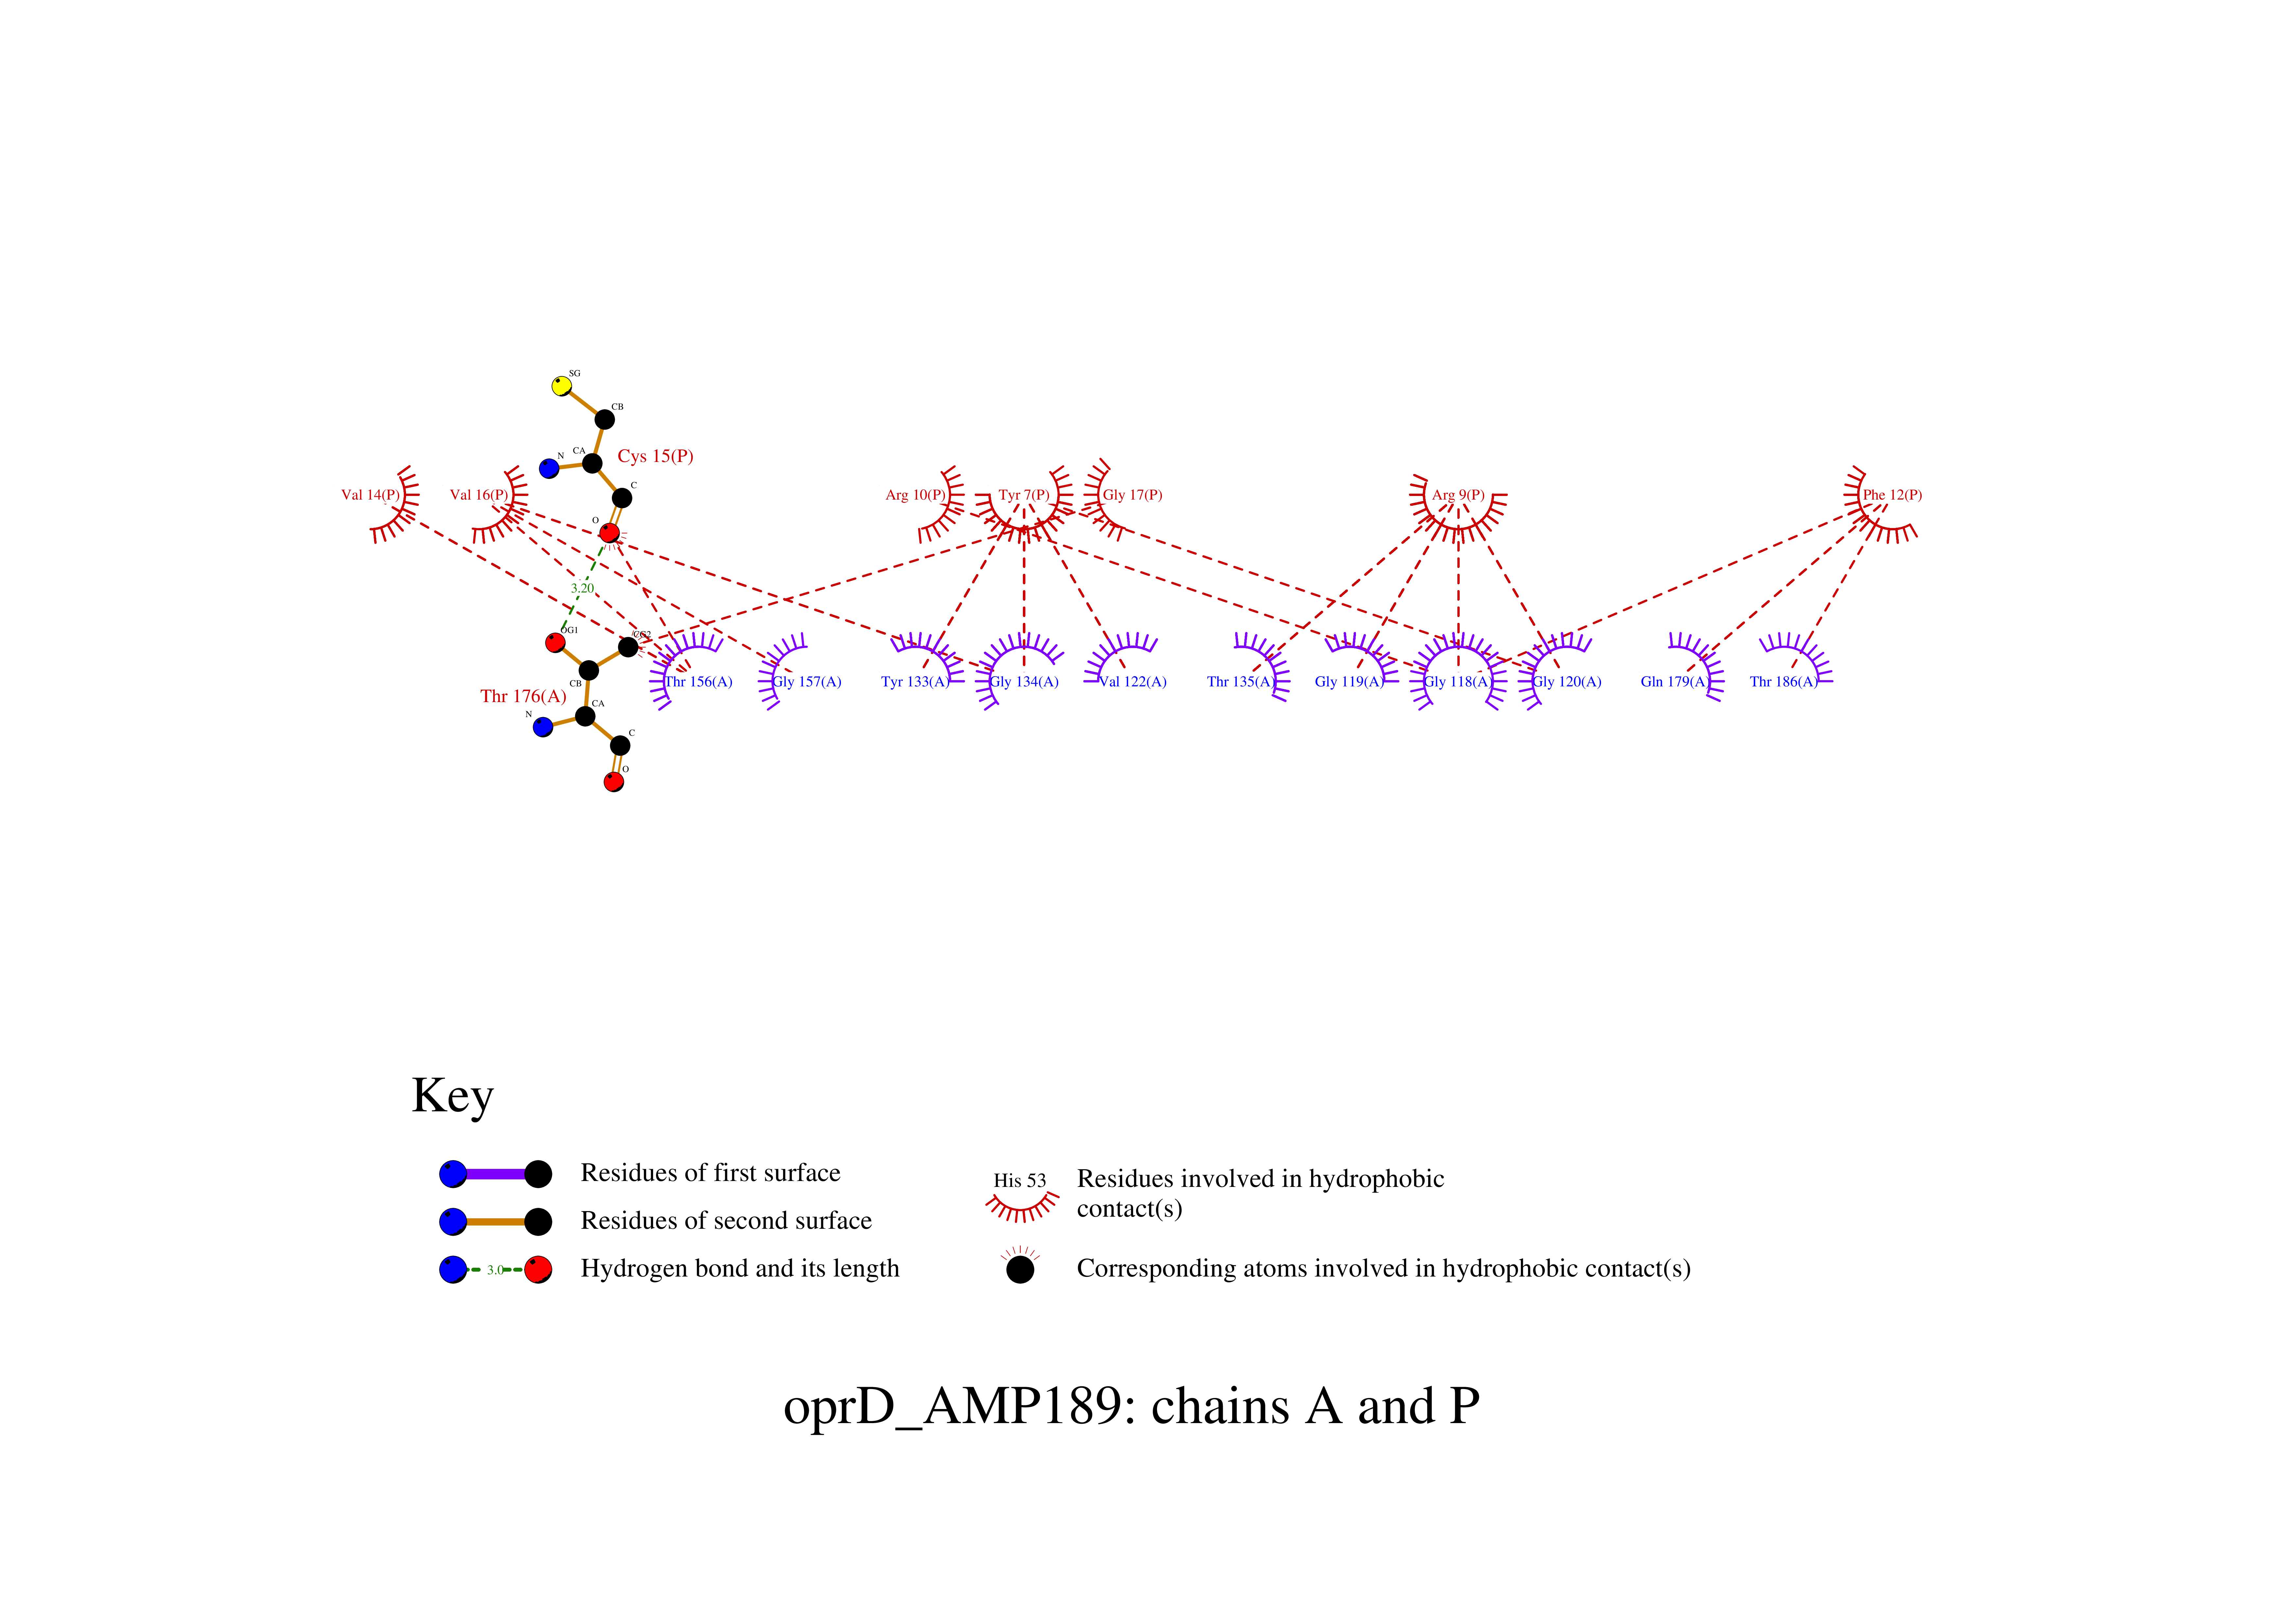 SG
CB
CA
N
Cys 15(P)
C
O
Val 14(P)
Val 16(P)
Arg 10(P)
Tyr 7(P)
Gly 17(P)
Arg 9(P)
Phe 12(P)
3.20
OG1
CG2
CB
Thr 176(A)
CA
N
C
O
Thr 156(A)
Gly 157(A)
Tyr 133(A)
Gly 134(A)
Val 122(A)
Thr 135(A)
Gly 119(A)
Gly 118(A)
Gly 120(A)
Gln 179(A)
Thr 186(A)
Key
Residues of first surface
Residues of second surface
3.0
Hydrogen bond and its length
His 53
Residues involved in hydrophobic
contact(s)
Corresponding atoms involved in hydrophobic contact(s)
oprD_AMP189: chains A and P